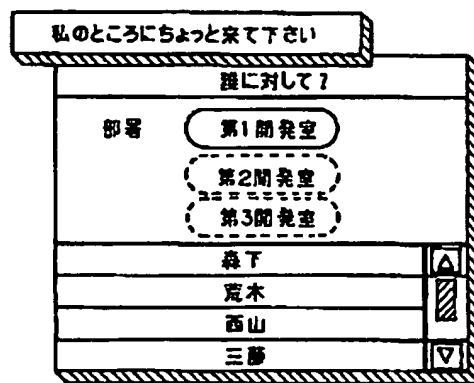 私のところにちょっと来て下さい
誰に対して?
部署 第1開発室
第2開発室
第3開発室
森下
荒木
西山
三藤